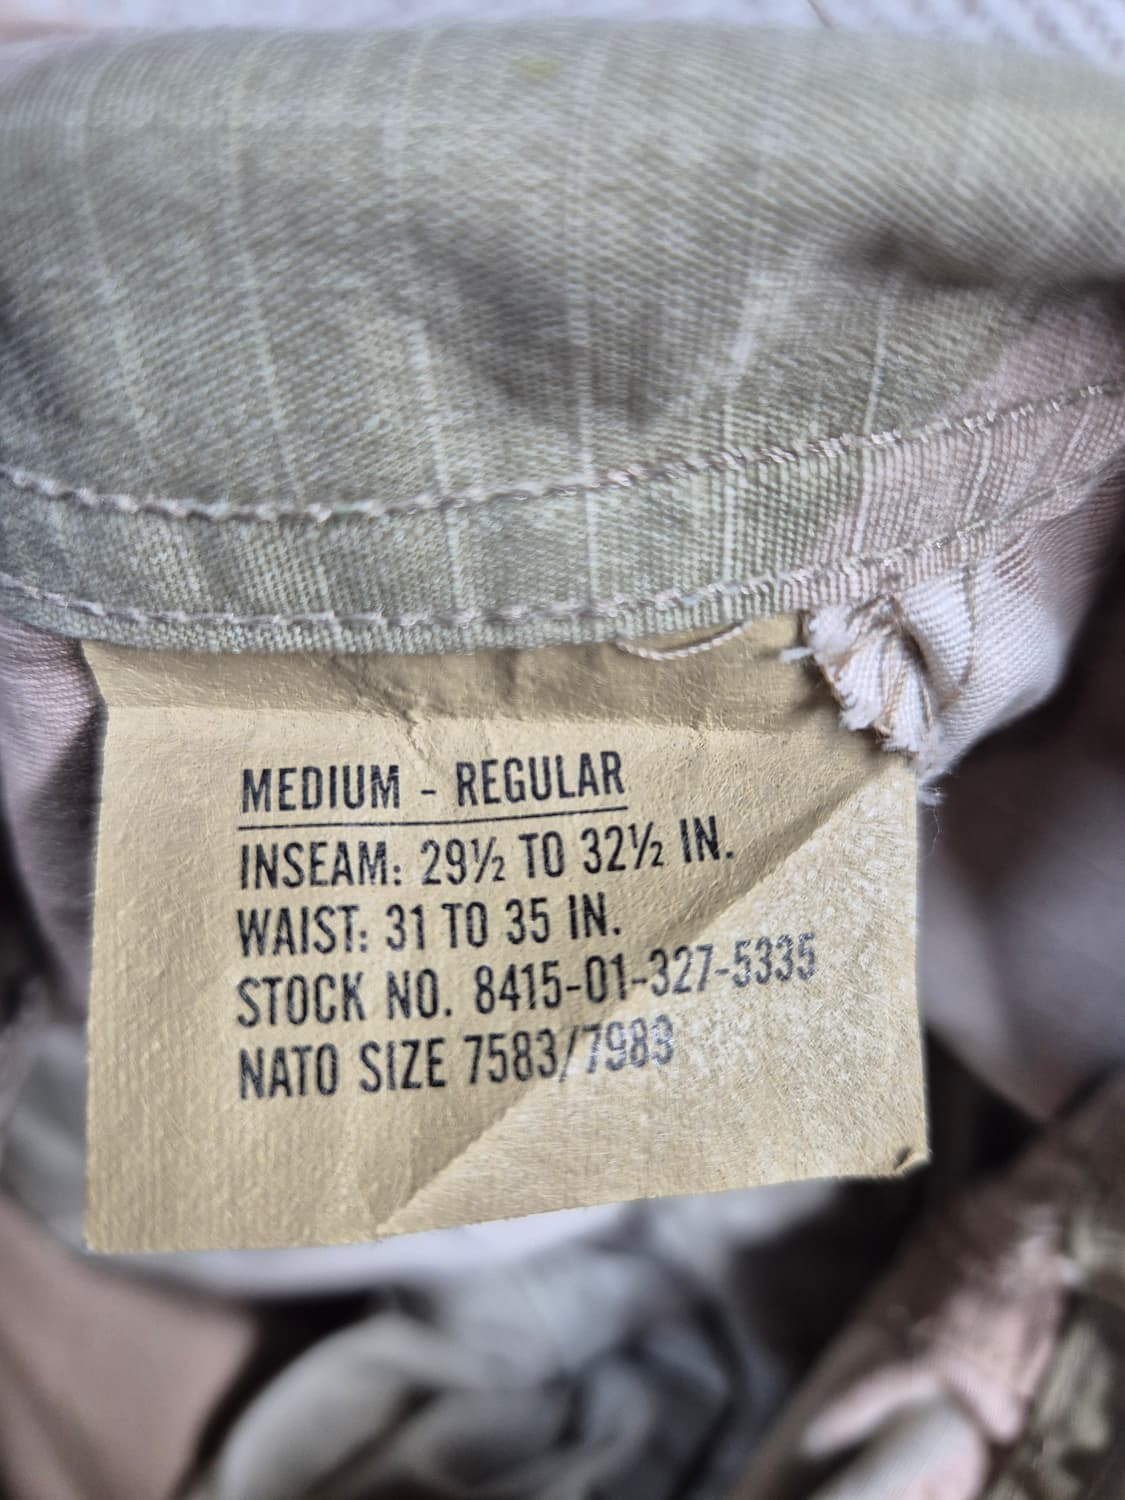 MEDIUM - REGULAR
INSEAM: 29½ TO 32½ IN.
WAIST: 31 TO 35 IN.
STOCK NO. 8415-01-327-5335
NATO SIZE 7583/7983